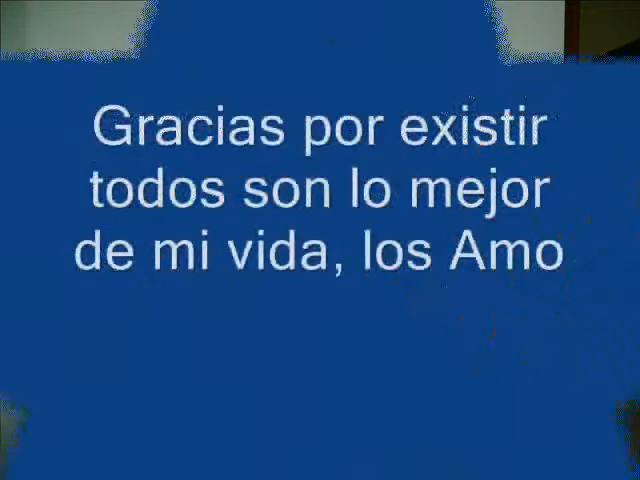 Gracias por existir
todos son lo mejor
de mi vida, los Amo